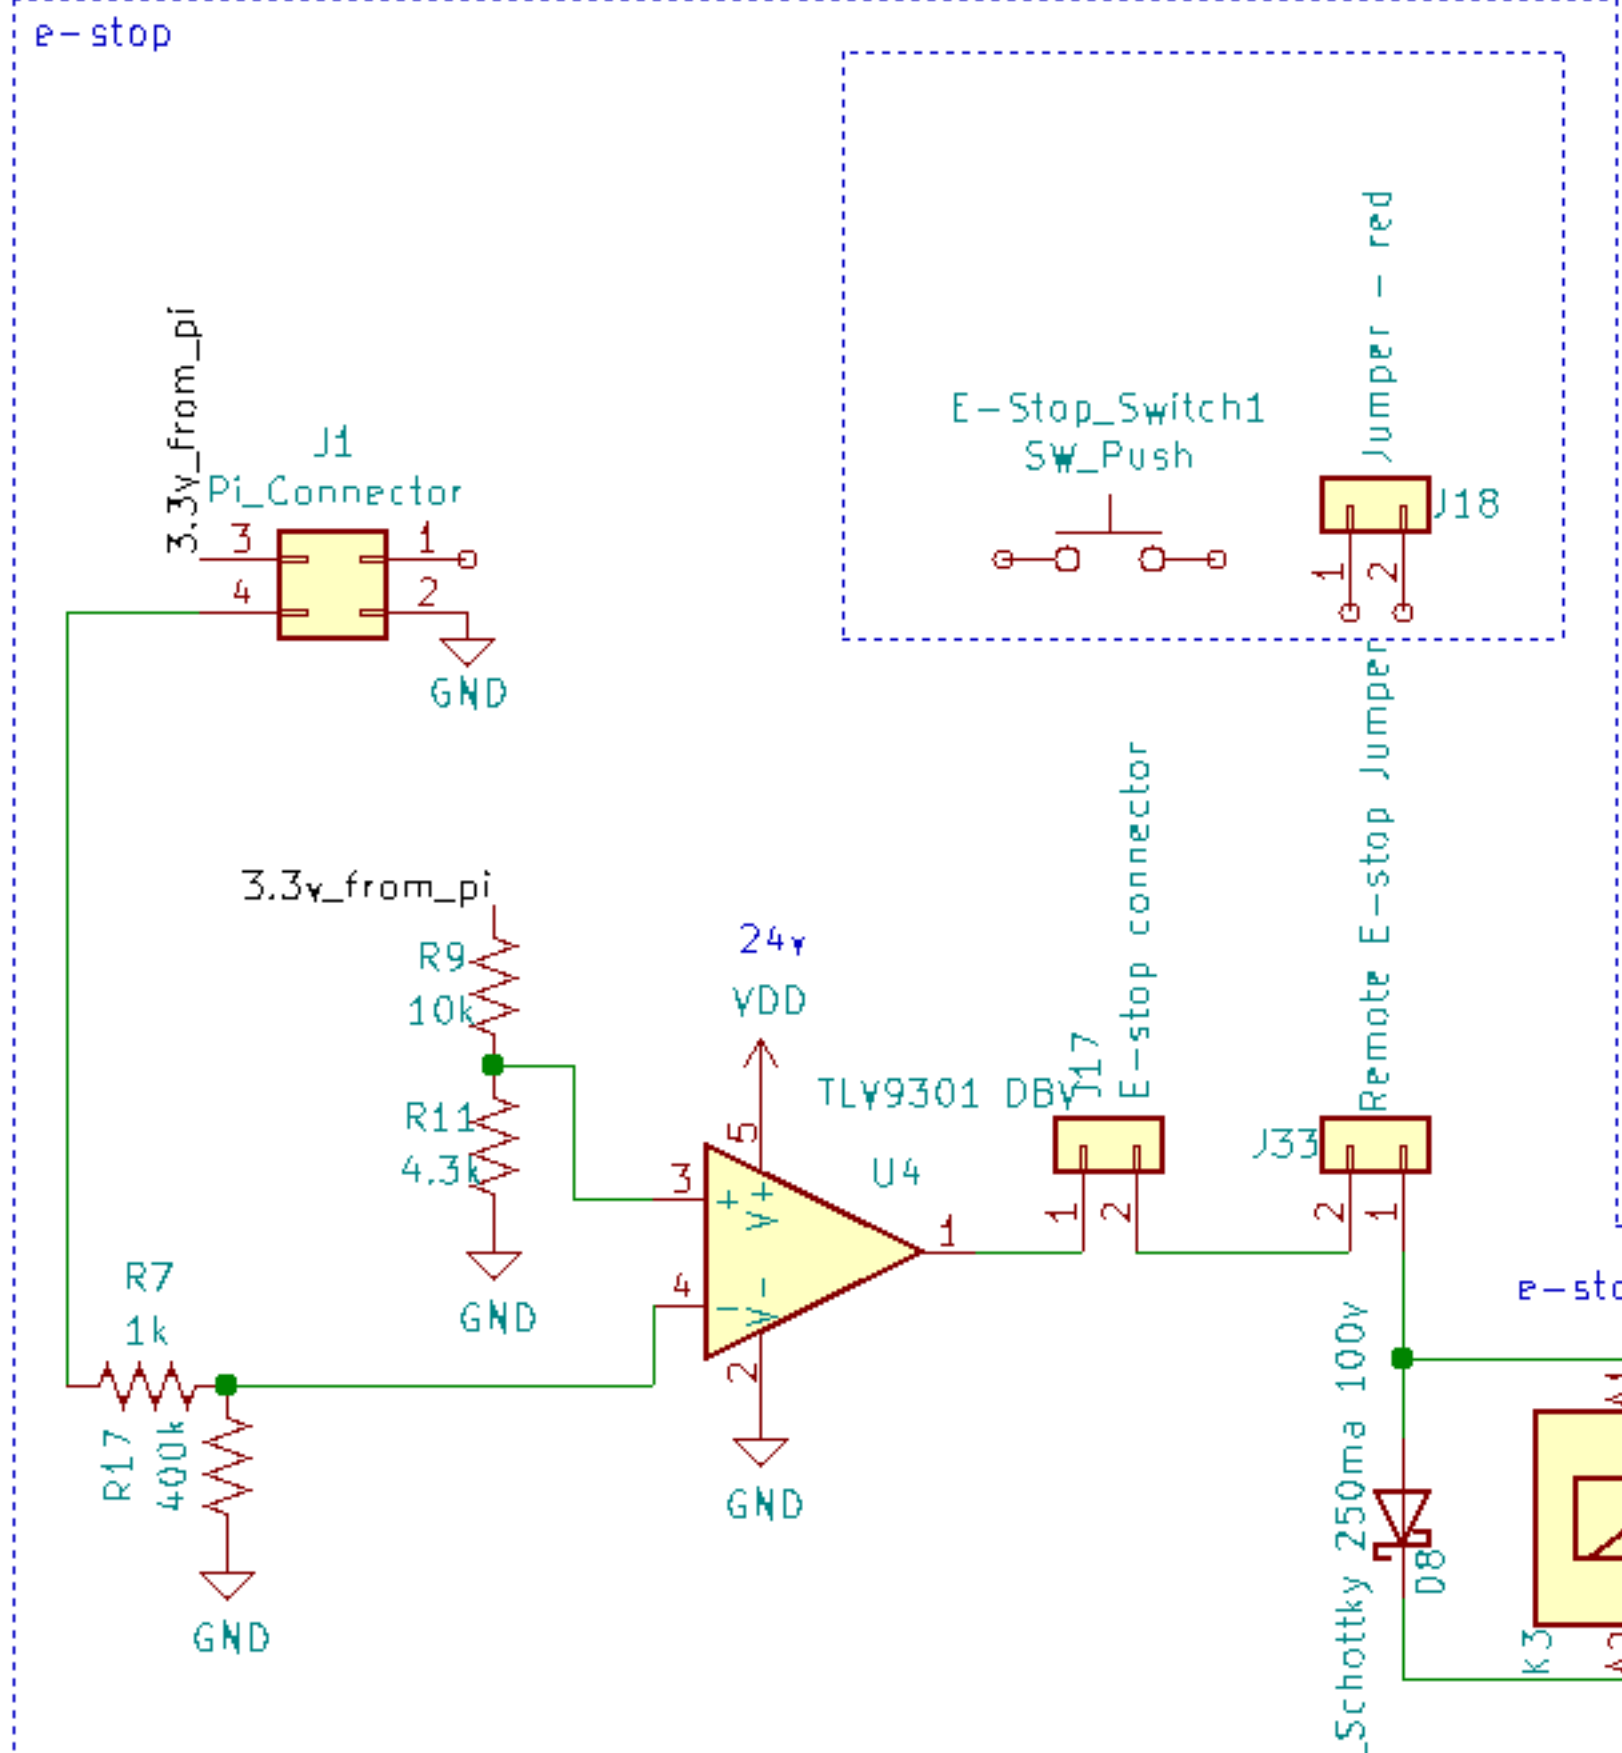 e-stop
Jumper - red
3.3v_from_pi
J1
Pi_Connector
3
1
4
2
GND
E-Stop_Switch1
SW_Push
J18
1
2
Remote E-stop Jumper
E-stop connector
3.3v_from_pi
R9
10k
24v
VDD
R11
4.3k
TLV9301 DBV
J17
J33
5
U4
3
+
V+
1
1
2
2
1
4
-
V-
2
GND
GND
R7
1k
R17
400k
GND
e-sto
_Schottky 250ma 100v
D8
K3